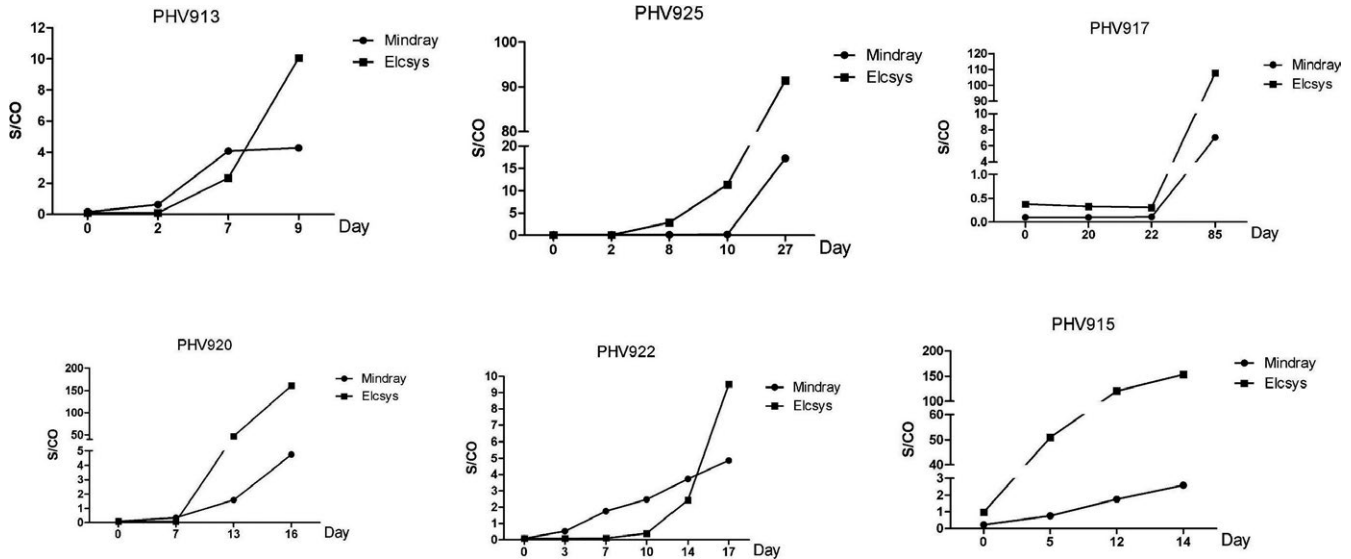 PHV913
12
10
8
6
4
2
0
S/CO
0 2 7 9 Day
Mindray
Elcsys
PHV925
100
90
80
20
15
10
5
0
S/CO
0 2 8 10 27 Day
Mindray
Elcsys
PHV917
120
110
100
90
8
6
4
1.0
0.5
0.0
S/CO
0 20 22 85 Day
Mindray
Elcsys
PHV920
200
150
100
50
5
4
3
2
1
0
S/CO
0 7 13 16 Day
Mindray
Elcsys
PHV922
10
9
8
7
6
5
4
3
2
1
0
S/CO
0 3 7 10 14 17 Day
Mindray
Elcsys
PHV915
200
150
100
60
50
40
3
2
1
0
S/CO
0 5 12 14 Day
Mindray
Elcsys